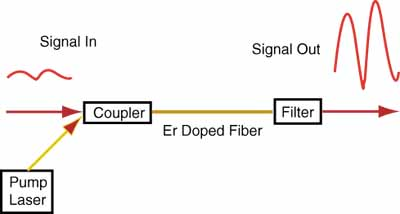 Signal In
Signal Out
Coupler
Filter
Er Doped Fiber
Pump
Laser